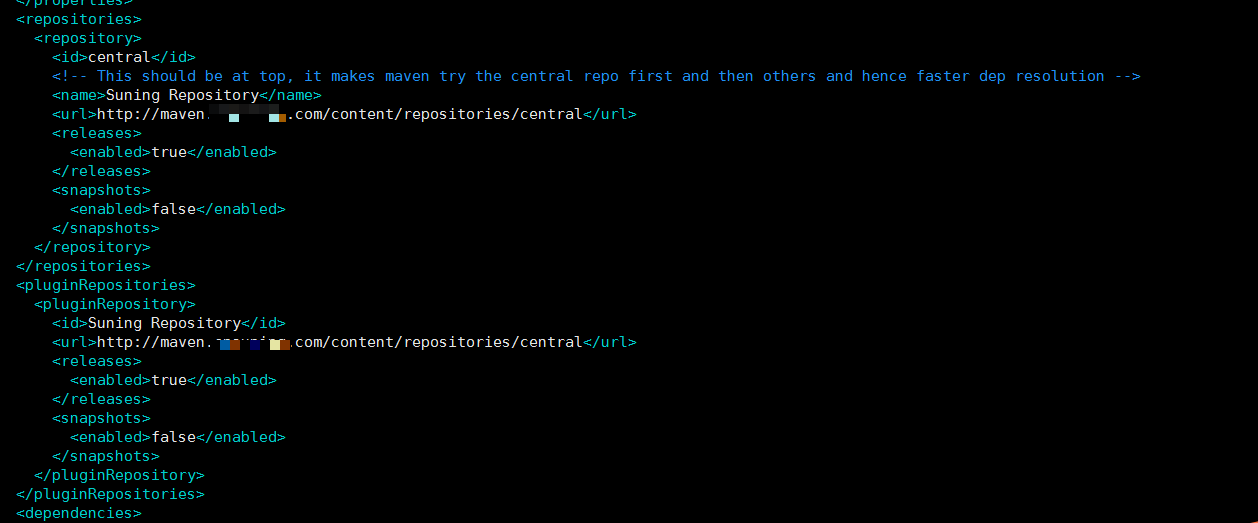 </properties>
<repositories>
<repository>
<id>central</id>
<!-- This should be at top, it makes maven try the central repo first and then others and hence faster dep resolution -->
<name>Suning Repository</name>
<url>http://maven. .com/content/repositories/central</url>
<releases>
<enabled>true</enabled>
</releases>
<snapshots>
<enabled>false</enabled>
</snapshots>
</repository>
</repositories>
<pluginRepositories>
<pluginRepository>
<id>Suning Repository</id>
<url>http://maven. .com/content/repositories/central</url>
<releases>
<enabled>true</enabled>
</releases>
<snapshots>
<enabled>false</enabled>
</snapshots>
</pluginRepository>
</pluginRepositories>
<dependencies>